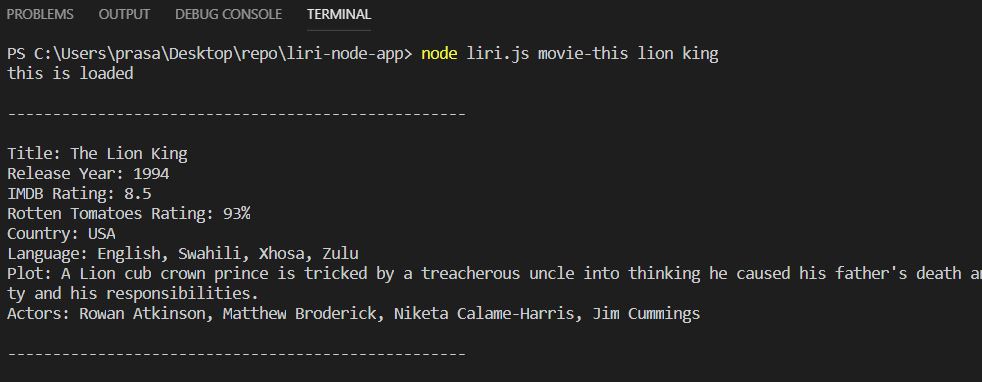 PROBLEMS OUTPUT DEBUG CONSOLE TERMINAL
PS C:\Users\prasa\Desktop\repo\liri-node-app> node liri.js movie-this lion king
this is loaded
---------------------------------------------------
Title: The Lion King
Release Year: 1994
IMDB Rating: 8.5
Rotten Tomatoes Rating: 93%
Country: USA
Language: English, Swahili, Xhosa, Zulu
Plot: A Lion cub crown prince is tricked by a treacherous uncle into thinking he caused his father's death
ty and his responsibilities.
Actors: Rowan Atkinson, Matthew Broderick, Niketa Calame-Harris, Jim Cummings
---------------------------------------------------